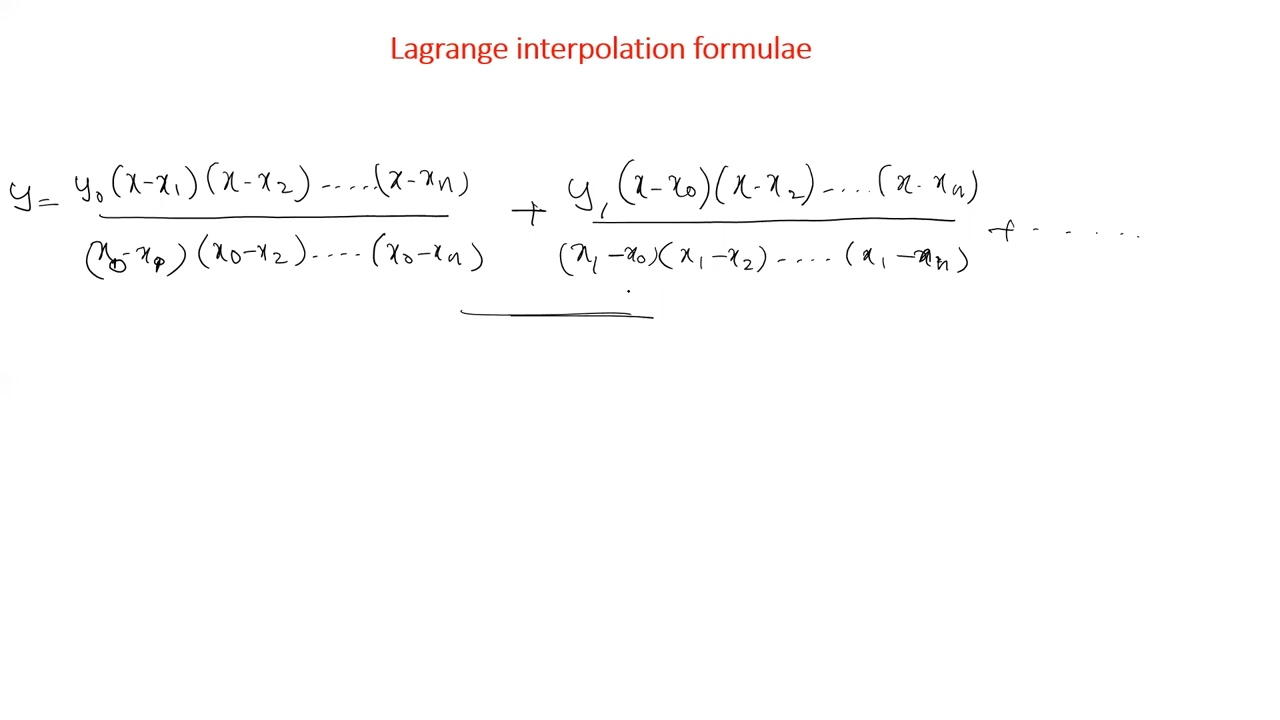 Lagrange interpolation formulae
y = y₀(x-x₁)(x-x₂).....(x-xₙ) / (x₀-x₁)(x₀-x₂)....(x₀-xₙ) + y₁(x-x₀)(x-x₂)....(x-xₙ) / (x₁-x₀)(x₁-x₂)....(x₁-xₙ) + ......